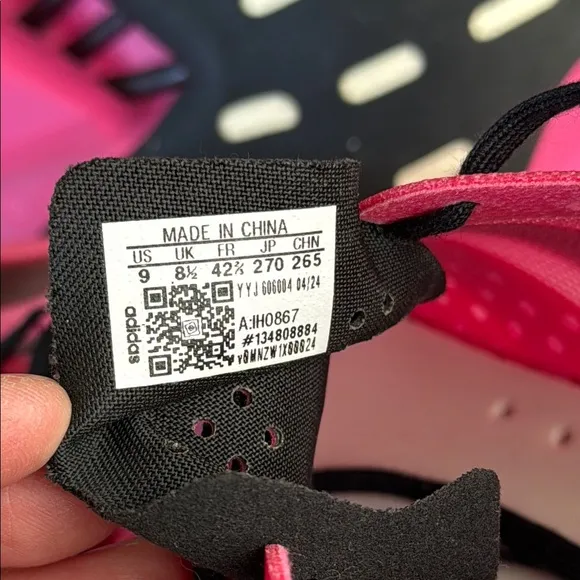 MADE IN CHINA
US UK FR JP CHN
9 8½ 42⅔ 270 265
YYJ 606004 04/24
A:IH0867
#134808884
adidas